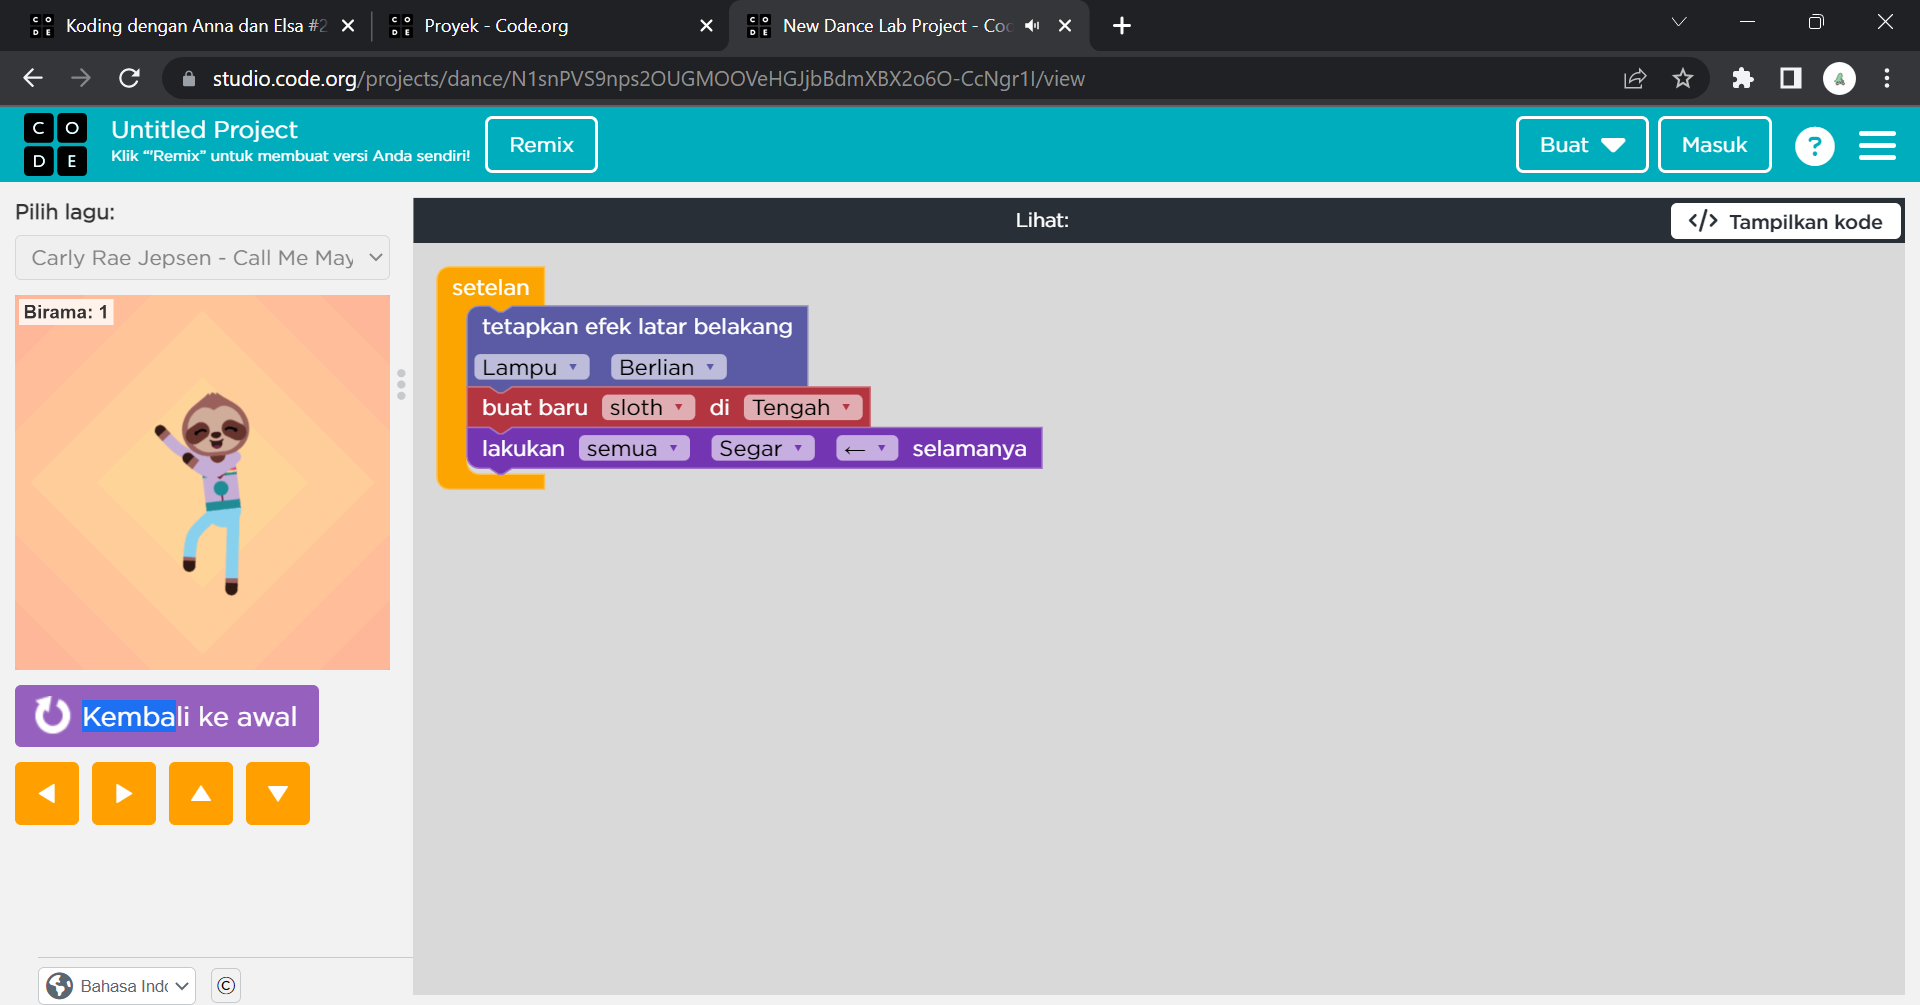 Koding dengan Anna dan Elsa #2
Proyek - Code.org
New Dance Lab Project - Co
studio.code.org/projects/dance/N1snPVS9nps2OUGMOOVeHGJjbBdmXBX2o6O-CcNgr1I/view
C O
D E
Untitled Project
Klik “"Remix” untuk membuat versi Anda sendiri!
Remix
Buat
Masuk
?
Pilih lagu:
Carly Rae Jepsen - Call Me May
Birama: 1
Lihat:
</> Tampilkan kode
setelan
tetapkan efek latar belakang
Lampu Berlian
buat baru sloth di Tengah
lakukan semua Segar ← selamanya
Kembali ke awal
Bahasa Indo
©